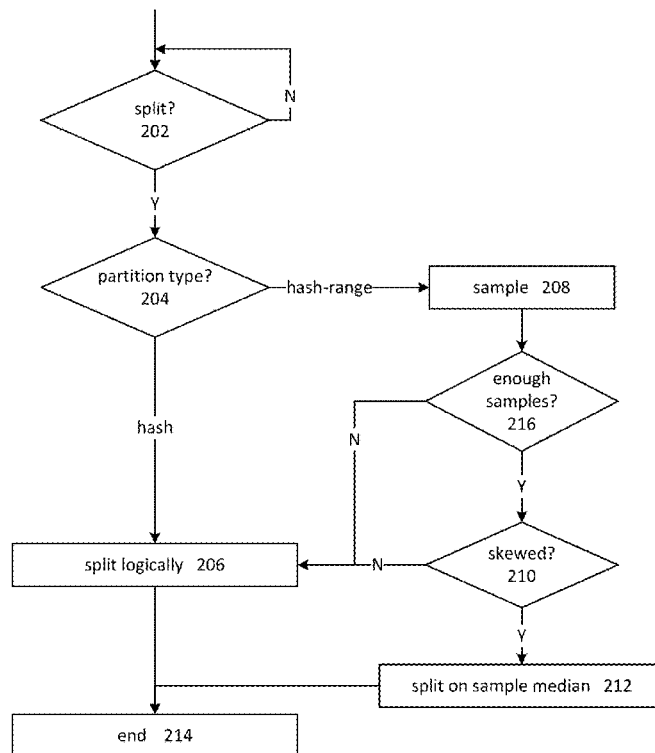 N
split?
202
Y
partition type?
204
hash-range
sample 208
enough
samples?
216
N
hash
Y
split logically 206
N
skewed?
210
Y
split on sample median 212
end 214